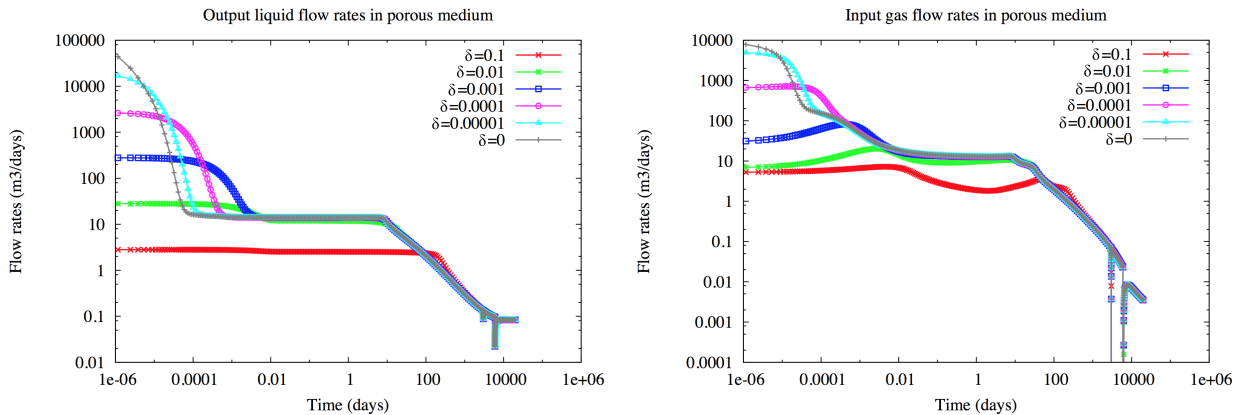 Output liquid flow rates in porous medium
Flow rates (m3/days)
100000
10000
1000
100
10
1
0.1
0.01
δ=0.1
δ=0.01
δ=0.001
δ=0.0001
δ=0.00001
δ=0
1e-06 0.0001 0.01 1 100 10000 1e+06
Time (days)
Input gas flow rates in porous medium
Flow rates (m3/days)
10000
1000
100
10
1
0.1
0.01
0.001
0.0001
δ=0.1
δ=0.01
δ=0.001
δ=0.0001
δ=0.00001
δ=0
1e-06 0.0001 0.01 1 100 10000 1e+06
Time (days)